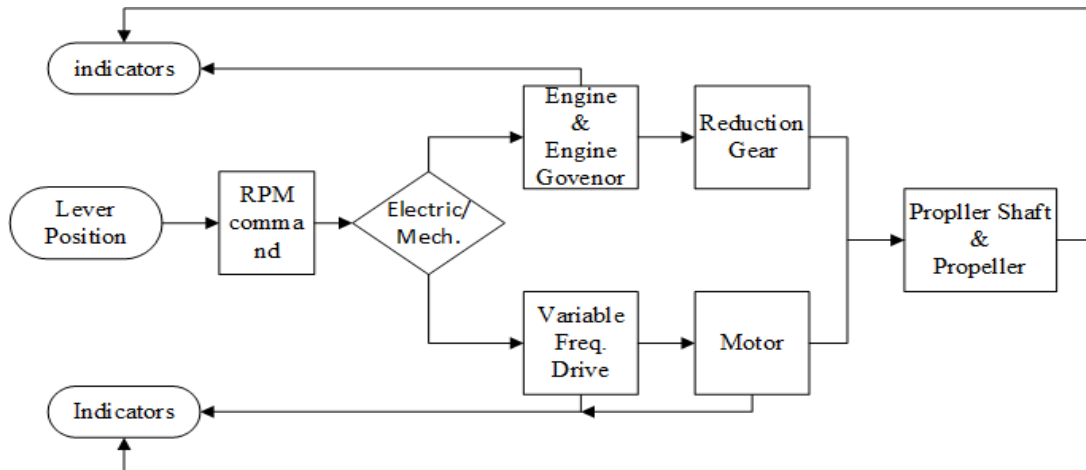 indicators
Engine
&
Engine
Govenor
Reduction
Gear
Lever
Position
RPM
comma
nd
Electric/
Mech.
Propller Shaft
&
Propeller
Variable
Freq.
Drive
Motor
Indicators